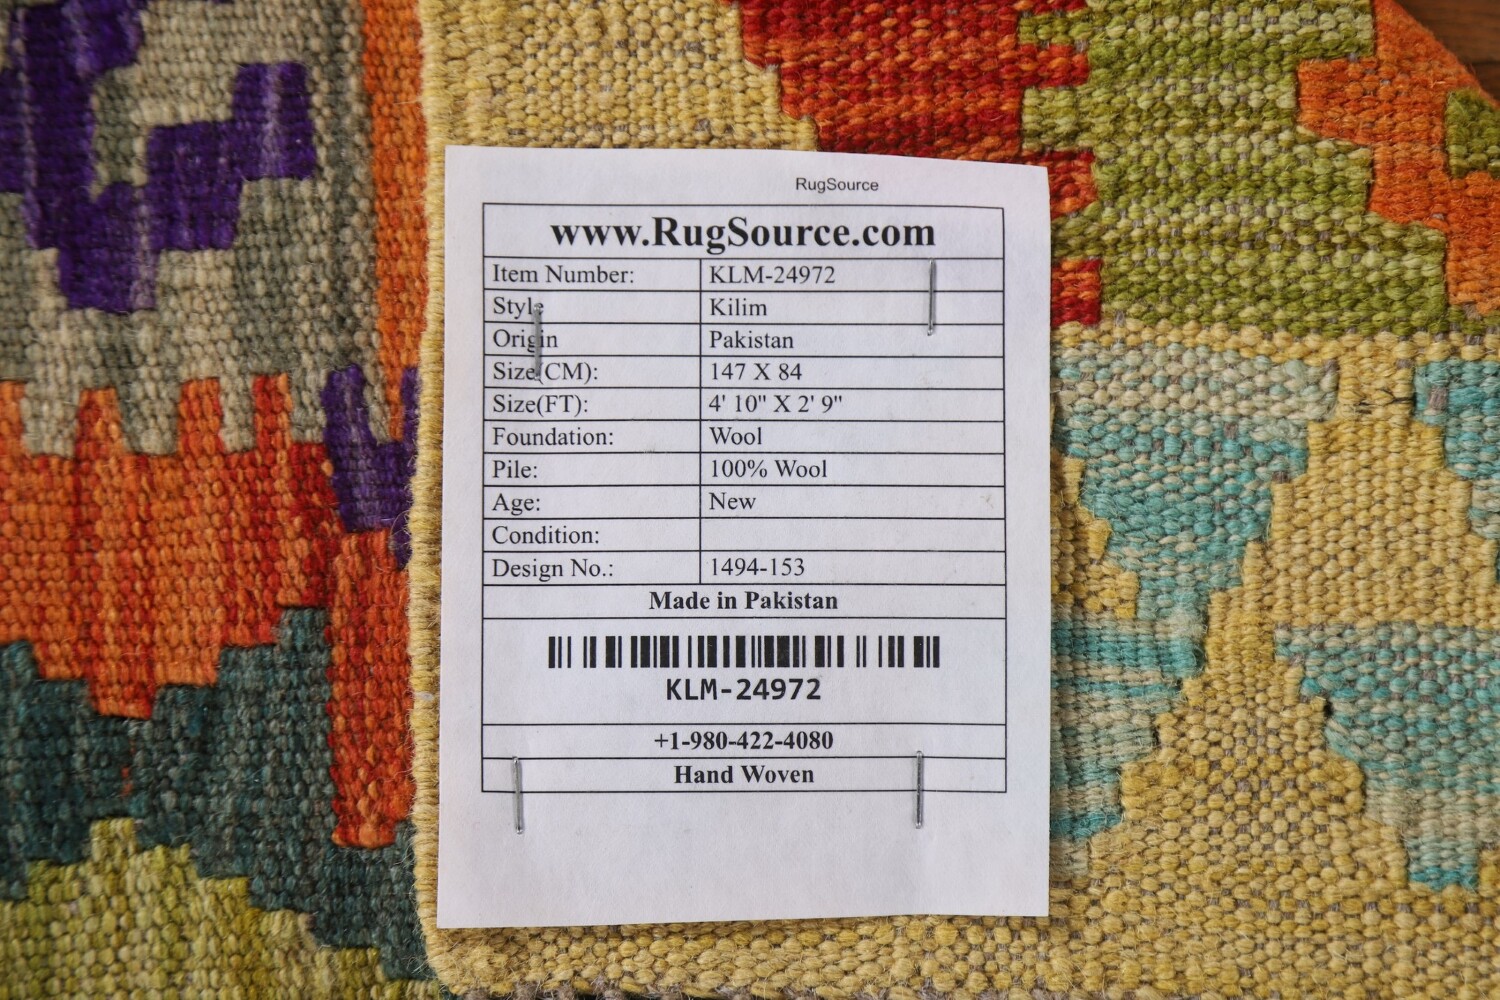 RugSource
www.RugSource.com
Item Number: KLM-24972
Style Kilim
Origin Pakistan
Size(CM): 147 X 84
Size(FT): 4' 10" X 2' 9"
Foundation: Wool
Pile: 100% Wool
Age: New
Condition:
Design No.: 1494-153
Made in Pakistan
KLM-24972
+1-980-422-4080
Hand Woven